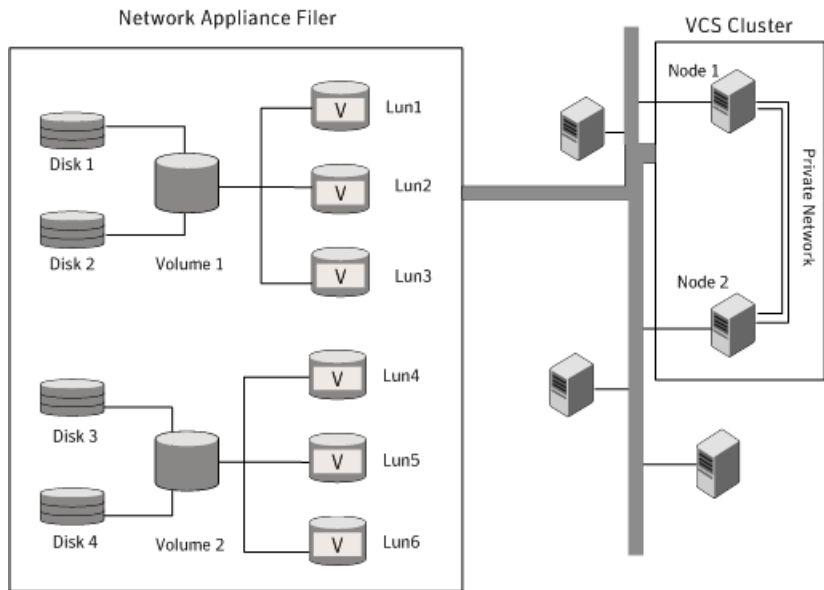 Network Appliance Filer
VCS Cluster
Disk 1
Disk 2
Volume 1
V
Lun1
V
Lun2
V
Lun3
Disk 3
Disk 4
Volume 2
V
Lun4
V
Lun5
V
Lun6
Node 1
Node 2
Private Network